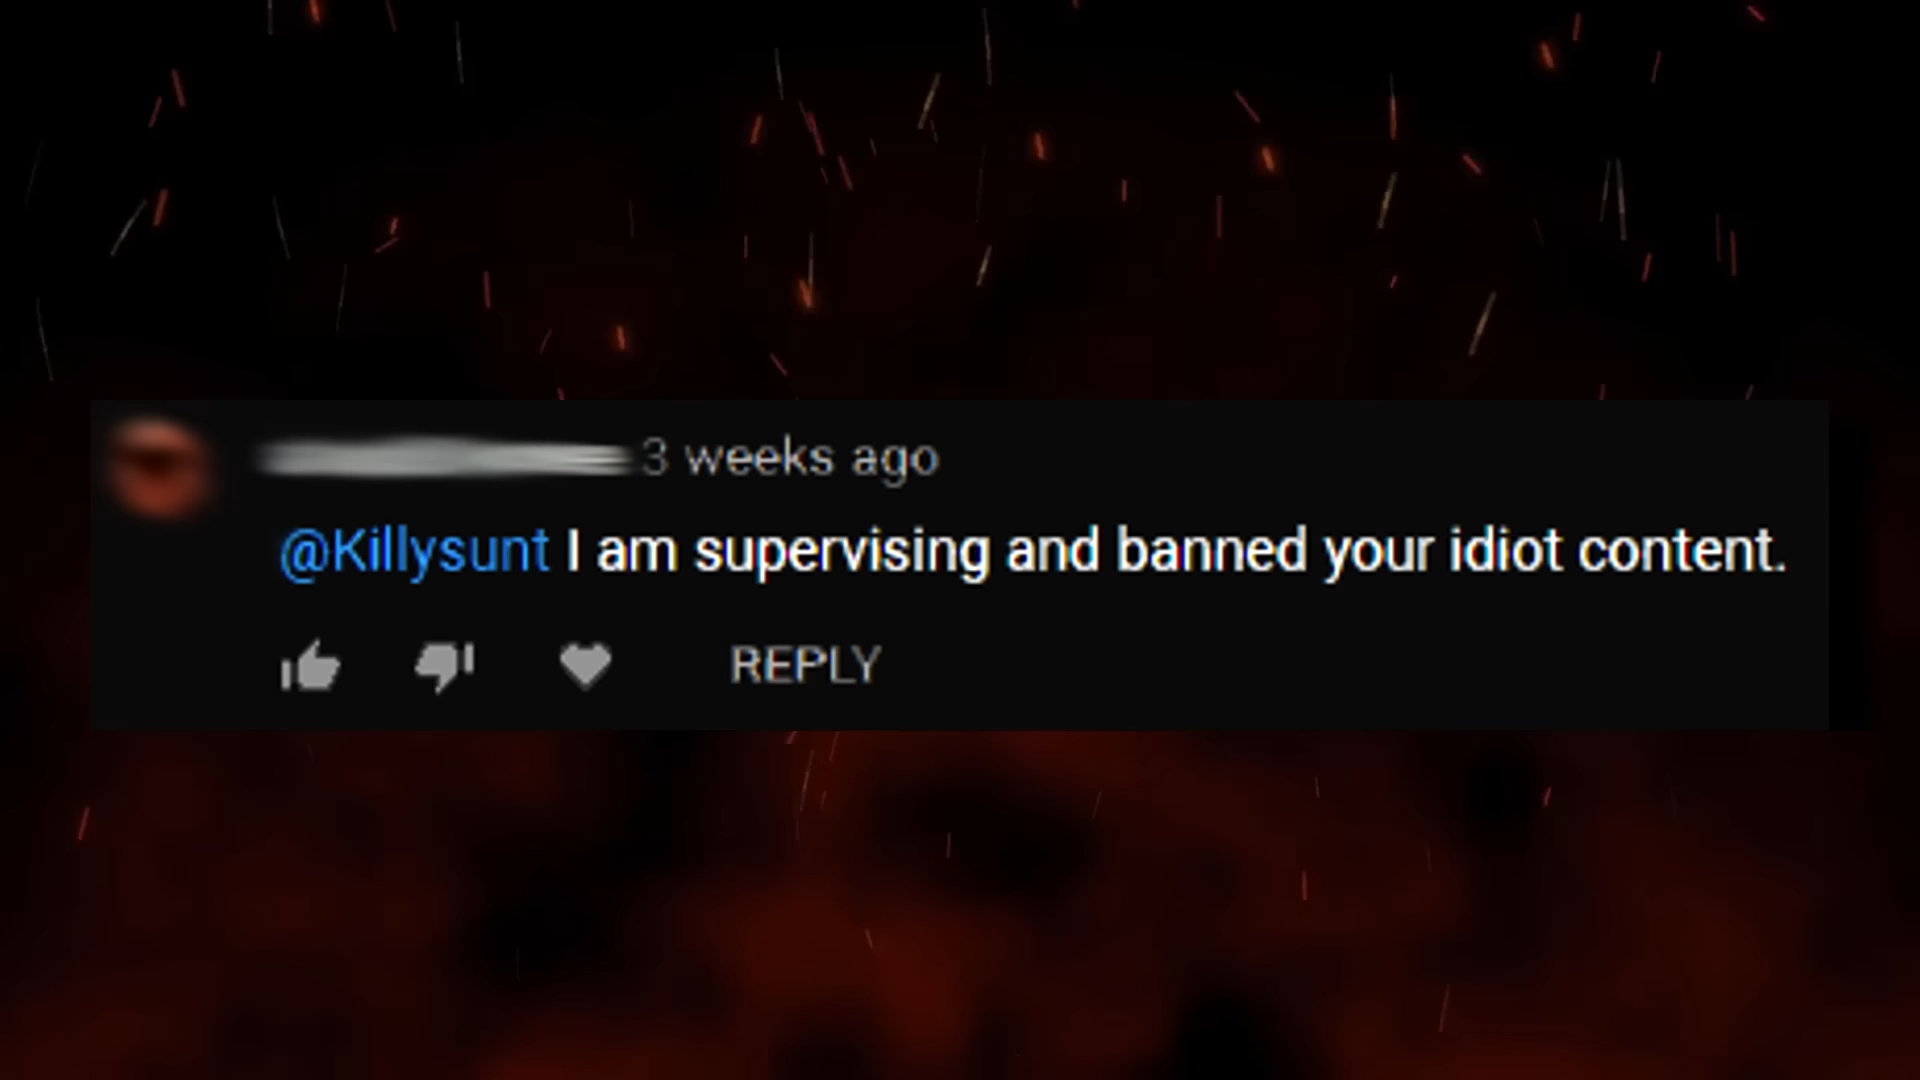 3 weeks ago
@Killysunt I am supervising and banned your idiot content.
REPLY